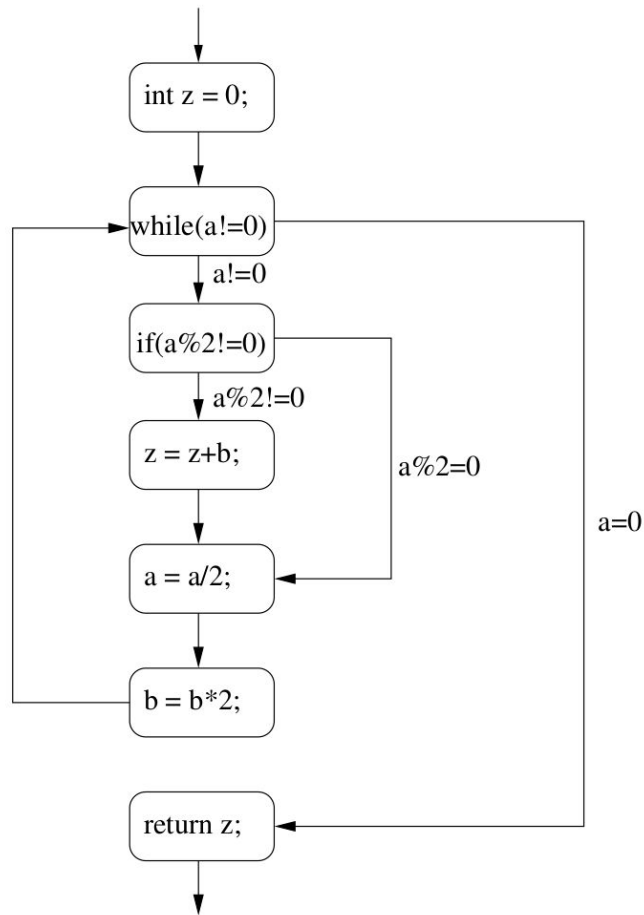 int z = 0;
while(a!=0)
a!=0
if(a%2!=0)
a%2!=0
z = z+b;
a%2=0
a=0
a = a/2;
b = b*2;
return z;